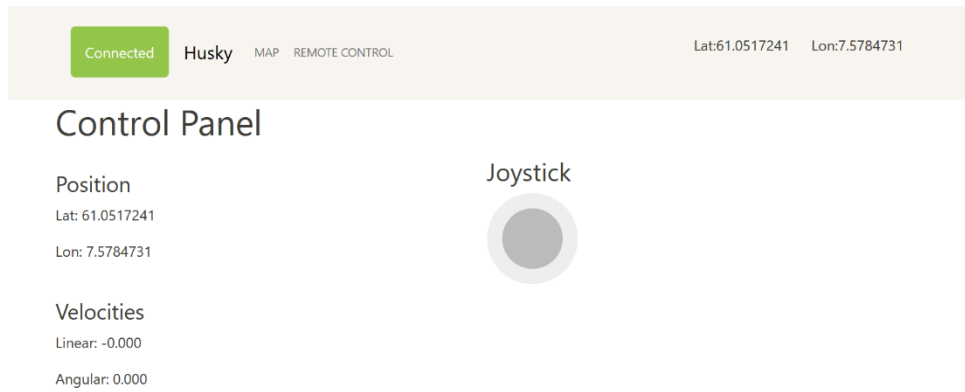 Connected Husky MAP REMOTE CONTROL Lat:61.0517241 Lon:7.5784731
Control Panel
Position
Lat: 61.0517241
Lon: 7.5784731
Velocities
Linear: -0.000
Angular: 0.000
Joystick